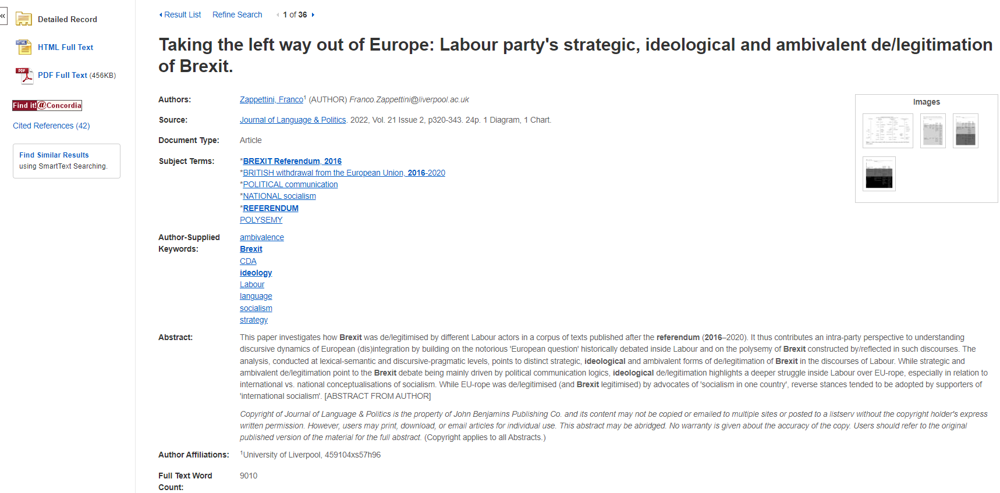 «
Detailed Record
HTML Full Text
PDF Full Text (456KB)
Find it!@Concordia
Cited References (42)
Find Similar Results
using SmartText Searching.
Result List Refine Search 1 of 36
Taking the left way out of Europe: Labour party's strategic, ideological and ambivalent de/legitimation
of Brexit.
Authors: Zappettini, Franco1 (AUTHOR) Franco.Zappettini@liverpool.ac.uk
Source: Journal of Language & Politics. 2022, Vol. 21 Issue 2, p320-343. 24p. 1 Diagram, 1 Chart.
Document Type: Article
Subject Terms: *BREXIT Referendum, 2016
*BRITISH withdrawal from the European Union, 2016-2020
*POLITICAL communication
*NATIONAL socialism
*REFERENDUM
POLYSEMY
Author-Supplied
Keywords:
ambivalence
Brexit
CDA
ideology
Labour
language
socialism
strategy
Abstract: This paper investigates how Brexit was de/legitimised by different Labour actors in a corpus of texts published after the referendum (2016–2020). It thus contributes an intra-party perspective to understanding
discursive dynamics of European (dis)integration by building on the notorious 'European question' historically debated inside Labour and on the polysemy of Brexit constructed by/reflected in such discourses. The
analysis, conducted at lexical-semantic and discursive-pragmatic levels, points to distinct strategic, ideological and ambivalent forms of de/legitimation of Brexit in the discourses of Labour. While strategic and
ambivalent de/legitimation point to the Brexit debate being mainly driven by political communication logics, ideological de/legitimation highlights a deeper struggle inside Labour over EU-rope, especially in relation to
international vs. national conceptualisations of socialism. While EU-rope was de/legitimised (and Brexit legitimised) by advocates of 'socialism in one country', reverse stances tended to be adopted by supporters of
'international socialism'. [ABSTRACT FROM AUTHOR]
Copyright of Journal of Language & Politics is the property of John Benjamins Publishing Co. and its content may not be copied or emailed to multiple sites or posted to a listserv without the copyright holder's express
written permission. However, users may print, download, or email articles for individual use. This abstract may be abridged. No warranty is given about the accuracy of the copy. Users should refer to the original
published version of the material for the full abstract. (Copyright applies to all Abstracts.)
Author Affiliations: 1University of Liverpool, 459104xs57h96
Full Text Word
Count:
9010
Images